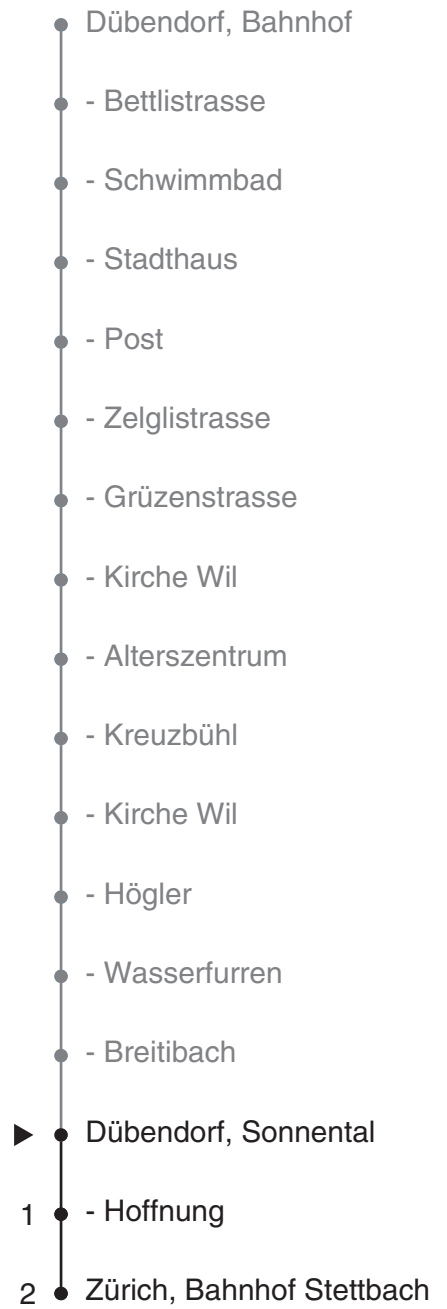 Dübendorf, Bahnhof
- Bettlistrasse
- Schwimmbad
- Stadthaus
- Post
- Zelglistrasse
- Grüzenstrasse
- Kirche Wil
- Alterszentrum
- Kreuzbühl
- Kirche Wil
- Högler
- Wasserfurren
- Breitibach
Dübendorf, Sonnental
1 - Hoffnung
2 Zürich, Bahnhof Stettbach